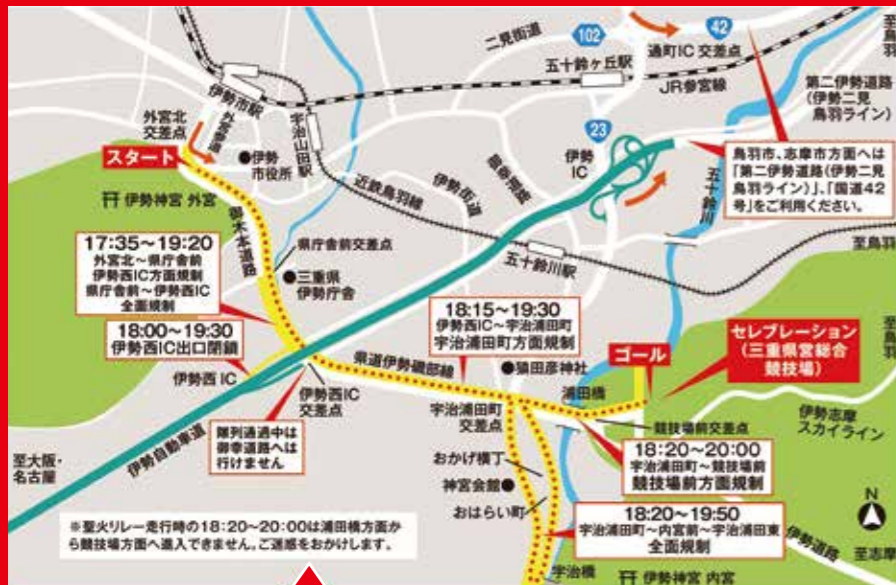 二見街道
102
42
通町IC 交差点
至鳥羽
五十鈴ヶ丘駅
JR参宮線
第二伊勢道路
(伊勢二見
鳥羽ライン)
伊勢市駅
外宮北
交差点
外宮参道
宇治山田駅
スタート
伊勢
市役所
23
伊勢
IC
五十鈴川
鳥羽市、志摩市方面へは
「第二伊勢道路(伊勢二見
鳥羽ライン)」、「国道42
号」をご利用ください。
伊勢神宮 外宮
御木本道路
近鉄鳥羽線
伊勢街道
県庁舎前交差点
17:35～19:20
外宮北～県庁舎前
伊勢西IC方面規制
県庁舎前～伊勢西IC
全面規制
三重県
伊勢庁舎
五十鈴川駅
至鳥羽
18:00～19:30
伊勢西IC出口閉鎖
18:15～19:30
伊勢西IC～宇治浦田町
宇治浦田町方面規制
ゴール
セレブレーション
(三重県営総合
競技場)
至鳥羽
伊勢西 IC
県道伊勢磯部線
猿田彦神社
浦田橋
伊勢西IC
交差点
宇治浦田町
交差点
競技場前交差点
伊勢志摩
スカイライン
隊列通過中は
御幸道路へは
行けません
伊勢自動車道
至大阪・
名古屋
おかげ横丁
神宮会館
おはらい町
18:20～20:00
宇治浦田町～競技場前
競技場前方面規制
18:20～19:50
宇治浦田町～内宮前～宇治浦田東
全面規制
N
※聖火リレー走行時の18:20～20:00は浦田橋方面か
ら競技場方面へ進入できません。ご迷惑をおかけします。
伊勢道路
至志摩
宇治橋
伊勢神宮 内宮